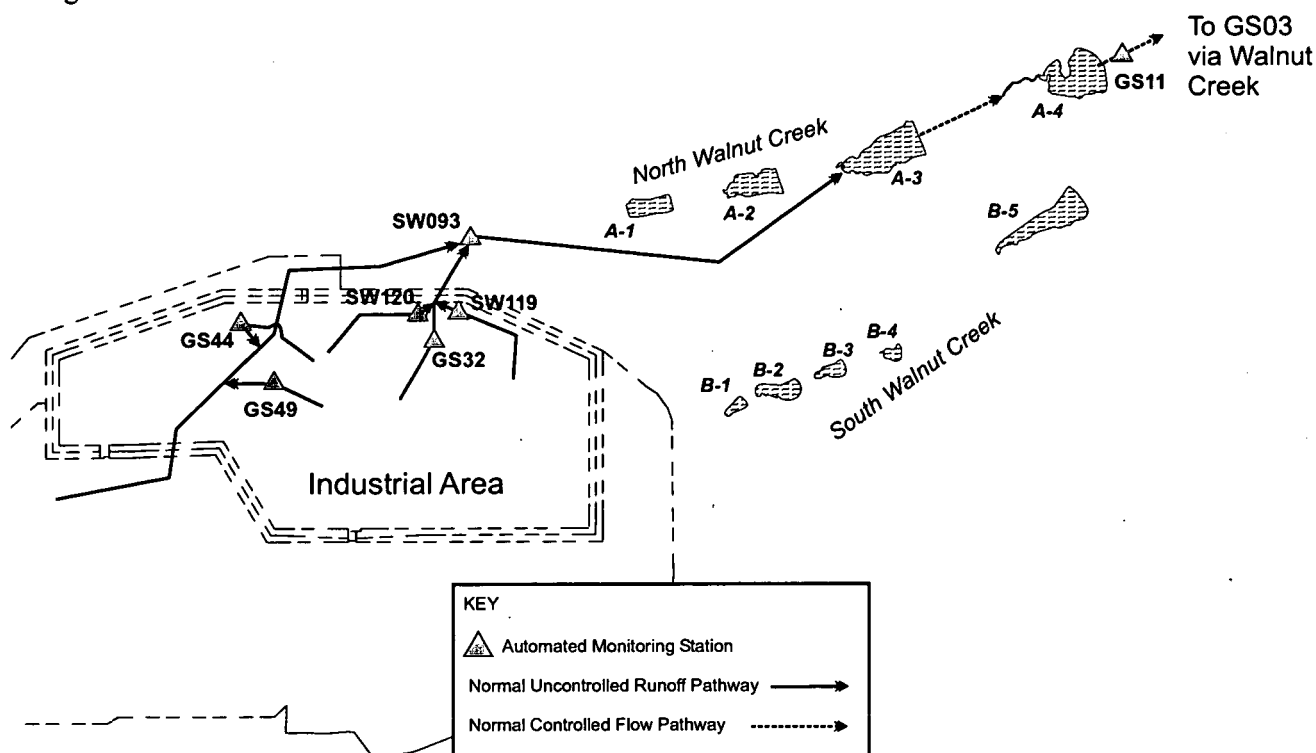 To GS03
via Walnut
Creek
GS11
A-4
North Walnut Creek
A-3
A-2
A-1
B-5
SW093
SW120
SW119
GS44
GS32
GS49
B-4
B-3
B-2
B-1
South Walnut Creek
Industrial Area
KEY
Automated Monitoring Station
Normal Uncontrolled Runoff Pathway
Normal Controlled Flow Pathway